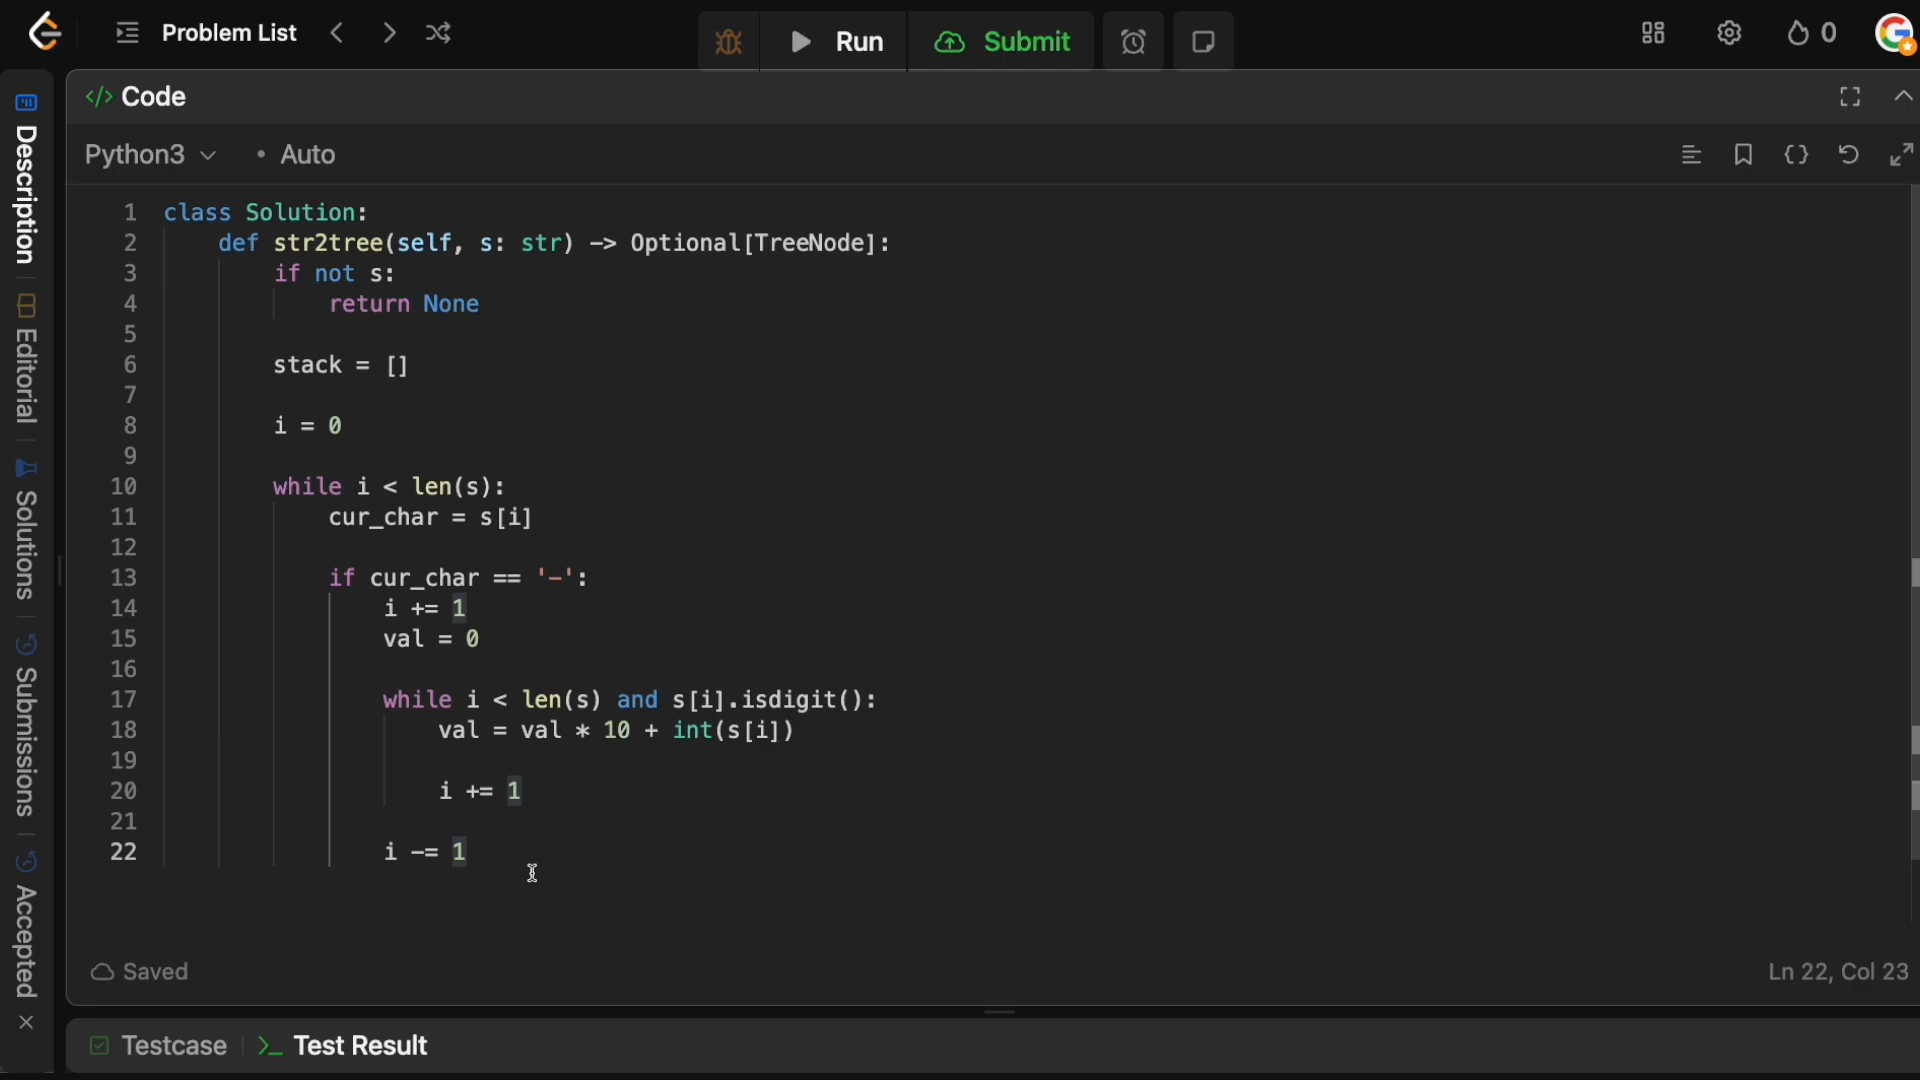 Problem List
Run
Submit
0
Description
Editorial
Solutions
Submissions
Accepted
</> Code
Python3 • Auto
1 class Solution:
2 def str2tree(self, s: str) -> Optional[TreeNode]:
3 if not s:
4 return None
5
6 stack = []
7
8 i = 0
9
10 while i < len(s):
11 cur_char = s[i]
12
13 if cur_char == '-':
14 i += 1
15 val = 0
16
17 while i < len(s) and s[i].isdigit():
18 val = val * 10 + int(s[i])
19
20 i += 1
21
22 i -= 1
Saved
Ln 22, Col 23
Testcase
>_ Test Result